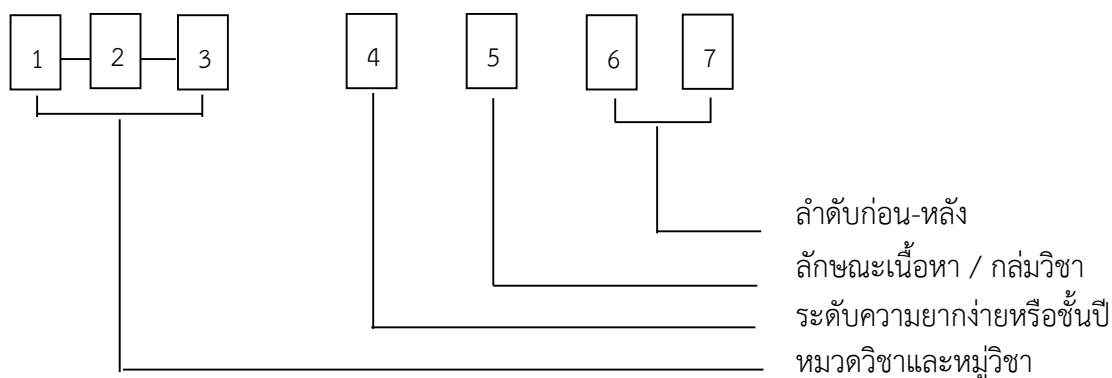 1 2 3 4 5 6 7
ลำดับก่อน-หลัง
ลักษณะเนื้อหา / กลุ่มวิชา
ระดับความยากง่ายหรือชั้นปี
หมวดวิชาและหมู่วิชา